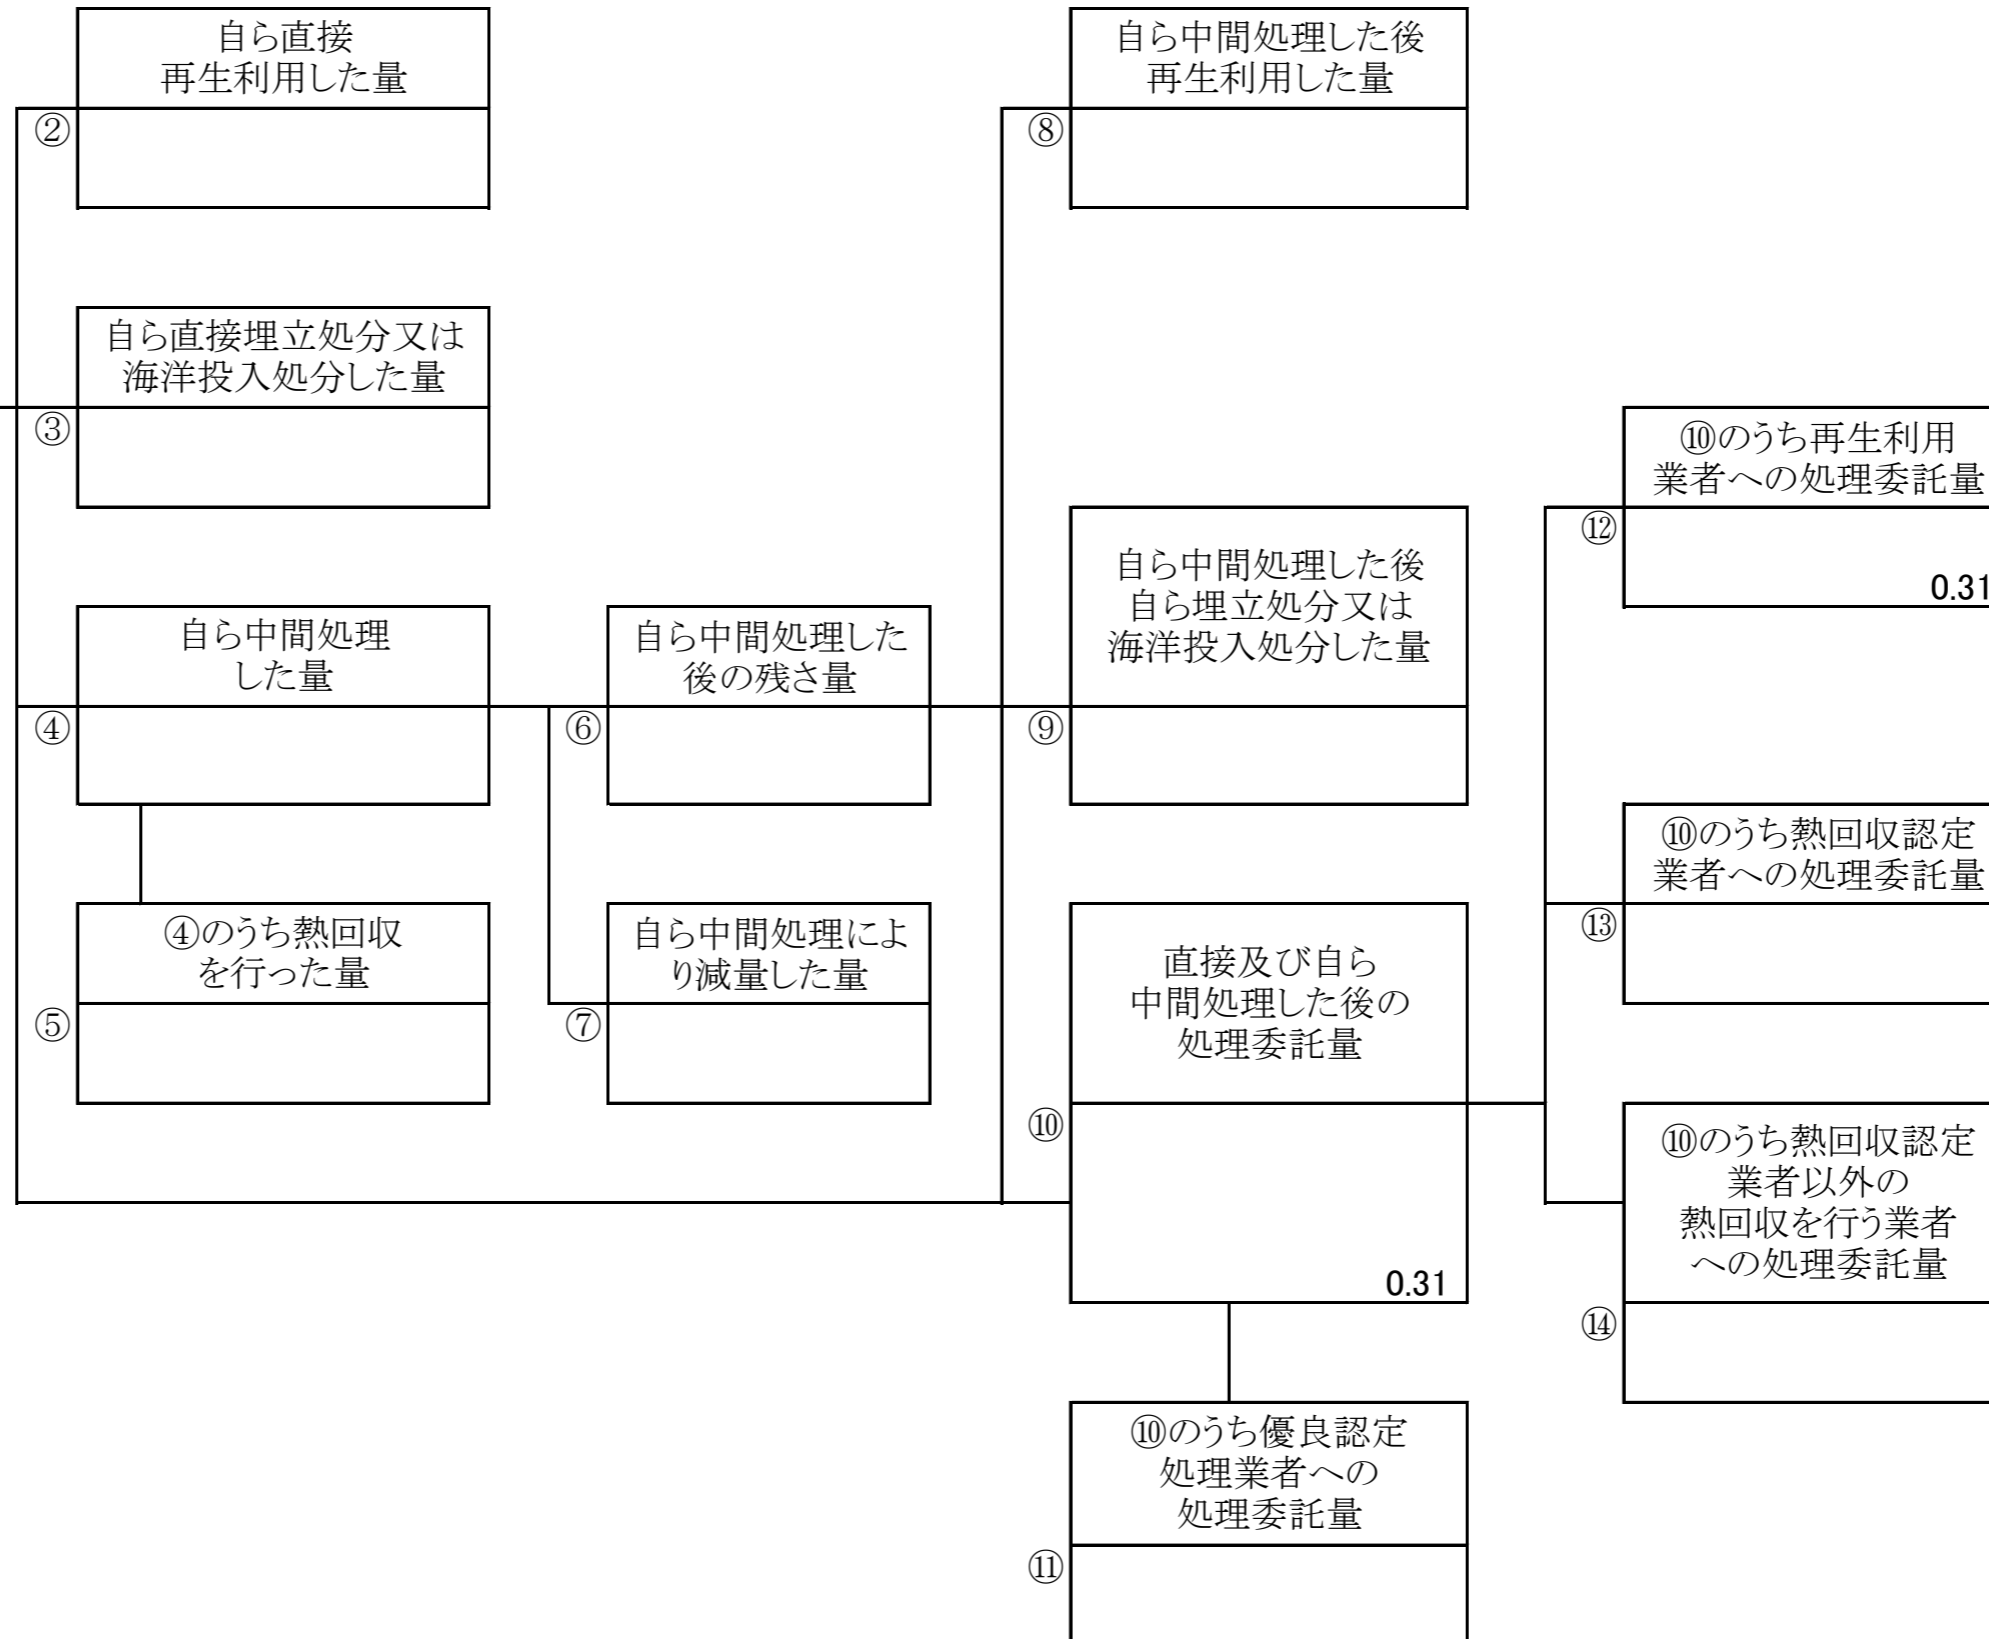 自ら直接
再生利用した量
②
自ら中間処理した後
再生利用した量
⑧
自ら直接埋立処分又は
海洋投入処分した量
③
⑩のうち再生利用
業者への処理委託量
⑫
0.31
自ら中間処理した後
自ら埋立処分又は
海洋投入処分した量
⑨
自ら中間処理
した量
④
自ら中間処理した
後の残さ量
⑥
⑩のうち熱回収認定
業者への処理委託量
⑬
④のうち熱回収
を行った量
⑤
自ら中間処理によ
り減量した量
⑦
直接及び自ら
中間処理した後の
処理委託量
⑩
0.31
⑩のうち熱回収認定
業者以外の
熱回収を行う業者
への処理委託量
⑭
⑩のうち優良認定
処理業者への
処理委託量
⑪